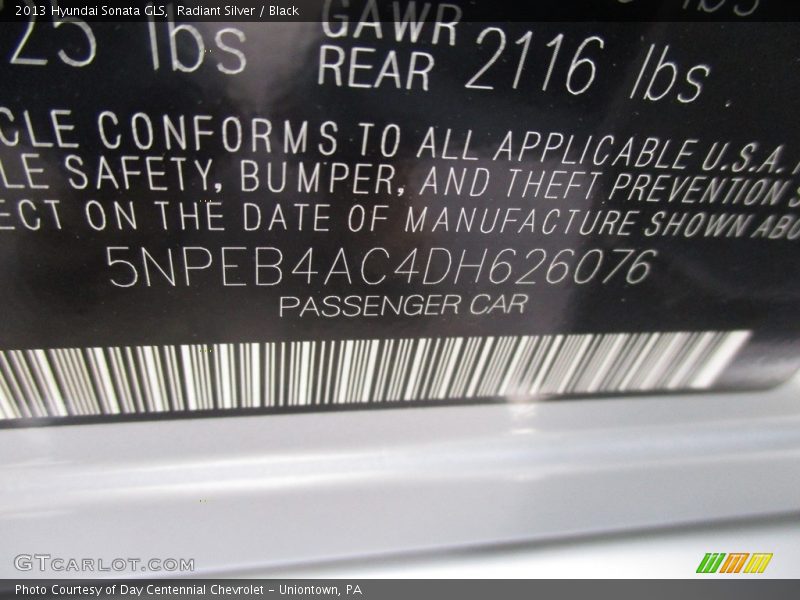 2013 Hyundai Sonata GLS, Radiant Silver / Black
25 lbs GAWR REAR 2116 lbs
CLE CONFORMS TO ALL APPLICABLE U.S.A.
LE SAFETY, BUMPER, AND THEFT PREVENTION S
ECT ON THE DATE OF MANUFACTURE SHOWN ABO
5NPEB4AC4DH626076
PASSENGER CAR
GTCARLOT.COM
Photo Courtesy of Day Centennial Chevrolet - Uniontown, PA